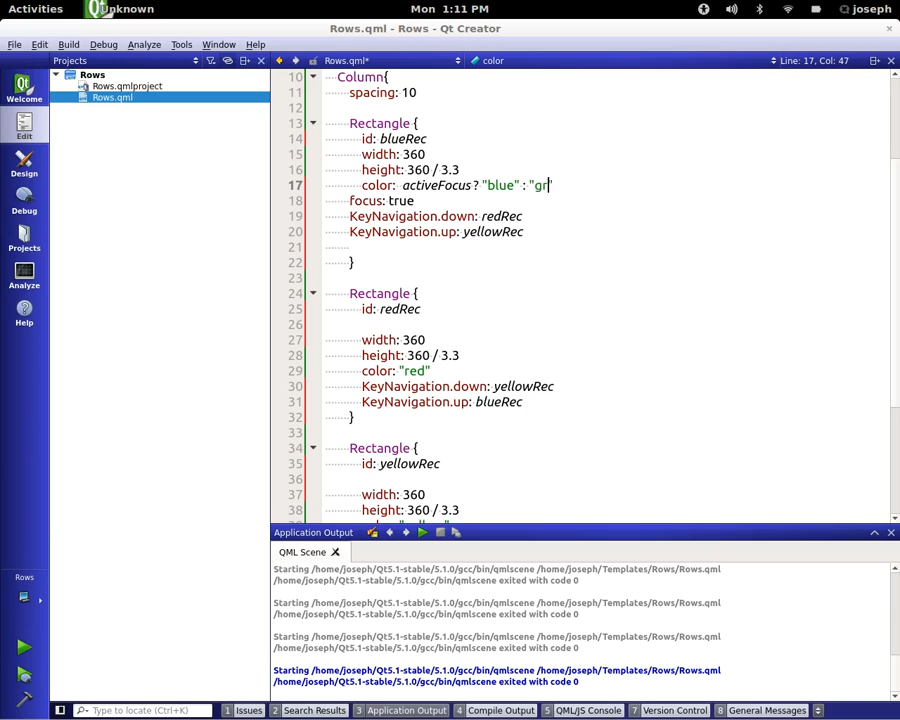 Activities
Unknown
Mon 1:11 PM
joseph
Rows.qml - Rows - Qt Creator
File Edit Build Debug Analyze Tools Window Help
Projects
Rows.qml*
color
Line: 17, Col: 47
Rows
Rows.qmlproject
Rows.qml
Welcome
Edit
Design
Debug
Projects
Analyze
Help
10 Column{
11 spacing: 10
12
13 Rectangle {
14 id: blueRec
15 width: 360
16 height: 360 / 3.3
17 color: activeFocus ? "blue" : "gr"
18 focus: true
19 KeyNavigation.down: redRec
20 KeyNavigation.up: yellowRec
21
22 }
23
24 Rectangle {
25 id: redRec
26
27 width: 360
28 height: 360 / 3.3
29 color: "red"
30 KeyNavigation.down: yellowRec
31 KeyNavigation.up: blueRec
32 }
33
34 Rectangle {
35 id: yellowRec
36
37 width: 360
38 height: 360 / 3.3
Application Output
QML Scene
Starting /home/joseph/Qt5.1-stable/5.1.0/gcc/bin/qmlscene /home/joseph/Templates/Rows/Rows.qml
/home/joseph/Qt5.1-stable/5.1.0/gcc/bin/qmlscene exited with code 0
Starting /home/joseph/Qt5.1-stable/5.1.0/gcc/bin/qmlscene /home/joseph/Templates/Rows/Rows.qml
/home/joseph/Qt5.1-stable/5.1.0/gcc/bin/qmlscene exited with code 0
Starting /home/joseph/Qt5.1-stable/5.1.0/gcc/bin/qmlscene /home/joseph/Templates/Rows/Rows.qml
/home/joseph/Qt5.1-stable/5.1.0/gcc/bin/qmlscene exited with code 0
Starting /home/joseph/Qt5.1-stable/5.1.0/gcc/bin/qmlscene /home/joseph/Templates/Rows/Rows.qml
/home/joseph/Qt5.1-stable/5.1.0/gcc/bin/qmlscene exited with code 0
Rows
Type to locate (Ctrl+K)
1 Issues
2 Search Results
3 Application Output
4 Compile Output
5 QML/JS Console
7 Version Control
8 General Messages